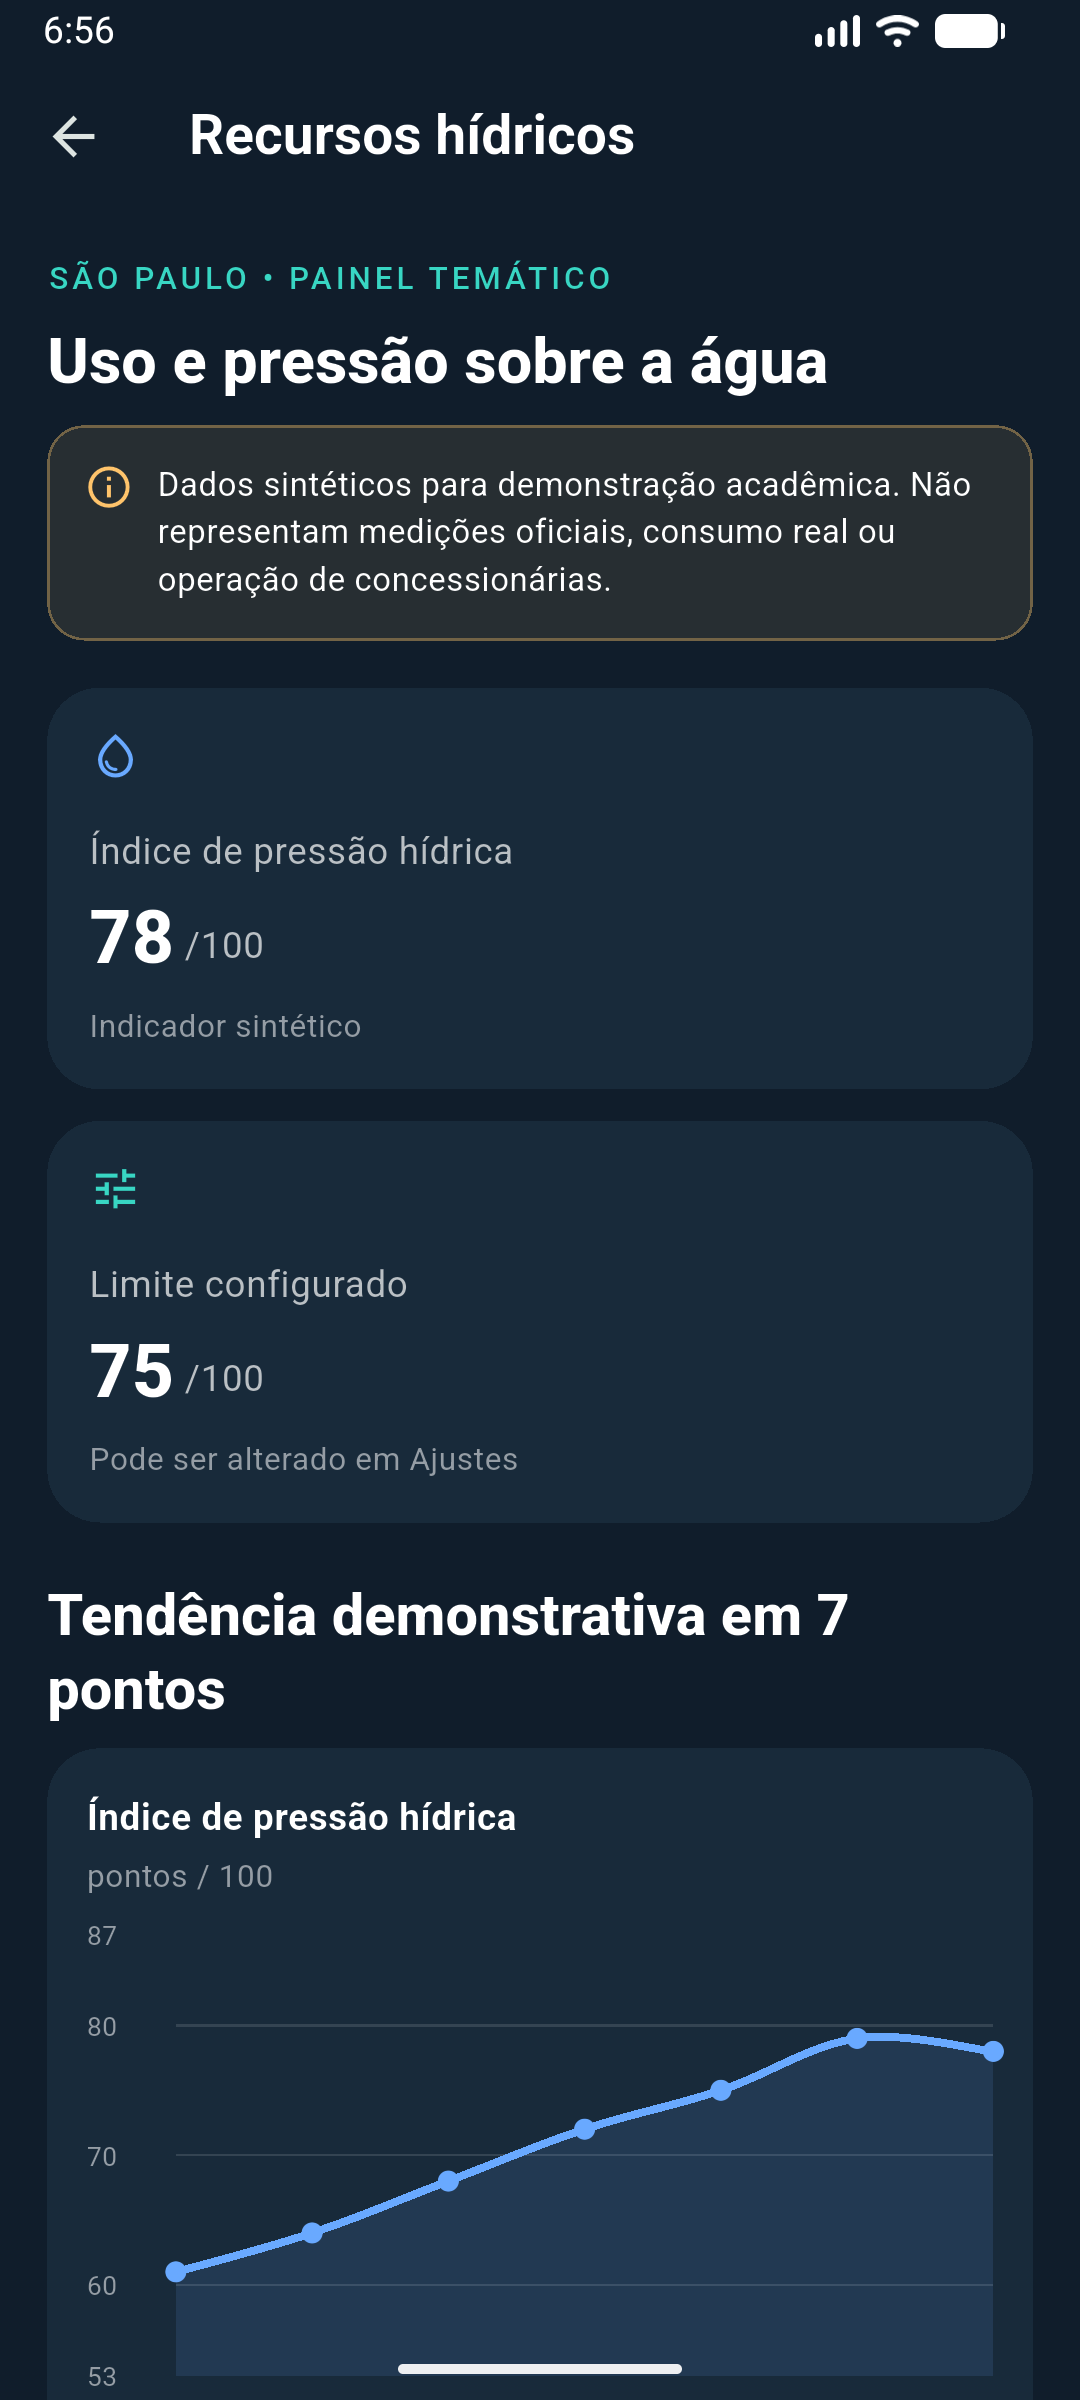 6:56
Recursos hídricos
SÃO PAULO • PAINEL TEMÁTICO
Uso e pressão sobre a água
Dados sintéticos para demonstração acadêmica. Não
representam medições oficiais, consumo real ou
operação de concessionárias.
Índice de pressão hídrica
78 /100
Indicador sintético
Limite configurado
75 /100
Pode ser alterado em Ajustes
Tendência demonstrativa em 7
pontos
Índice de pressão hídrica
pontos / 100
87
80
70
60
53